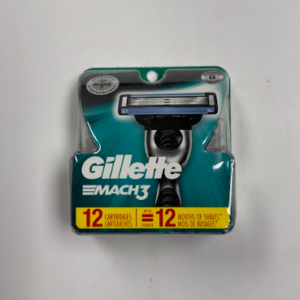 Gillette
MACH3
12 CARTRIDGES CARTOUCHES = 12 MONTHS OF SHAVES* MOIS DE RASAGES*